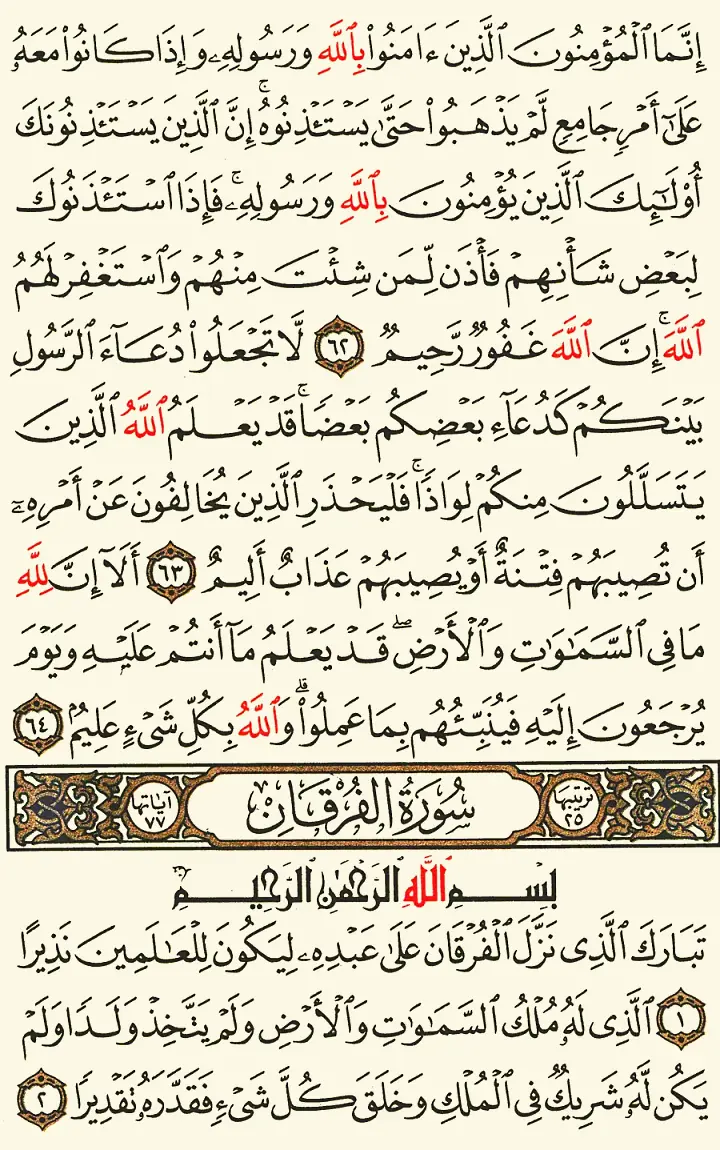 إِنَّمَا ٱلْمُؤْمِنُونَ ٱلَّذِينَ ءَامَنُوا۟ بِٱللَّهِ وَرَسُولِهِۦ وَإِذَا كَانُوا۟ مَعَهُۥ
عَلَىٰٓ أَمْرٍ جَامِعٍ لَّمْ يَذْهَبُوا۟ حَتَّىٰ يَسْتَـْٔذِنُوهُ ۚ إِنَّ ٱلَّذِينَ يَسْتَـْٔذِنُونَكَ
أُو۟لَـٰٓئِكَ ٱلَّذِينَ يُؤْمِنُونَ بِٱللَّهِ وَرَسُولِهِۦ ۚ فَإِذَا ٱسْتَـْٔذَنُوكَ
لِبَعْضِ شَأْنِهِمْ فَأْذَن لِّمَن شِئْتَ مِنْهُمْ وَٱسْتَغْفِرْ لَهُمُ
ٱللَّهَ ۚ إِنَّ ٱللَّهَ غَفُورٌ رَّحِيمٌ ٦٢ لَّا تَجْعَلُوا۟ دُعَآءَ ٱلرَّسُولِ
بَيْنَكُمْ كَدُعَآءِ بَعْضِكُم بَعْضًا ۚ قَدْ يَعْلَمُ ٱللَّهُ ٱلَّذِينَ
يَتَسَلَّلُونَ مِنكُمْ لِوَاذًا ۚ فَلْيَحْذَرِ ٱلَّذِينَ يُخَالِفُونَ عَنْ أَمْرِهِۦٓ
أَن تُصِيبَهُمْ فِتْنَةٌ أَوْ يُصِيبَهُمْ عَذَابٌ أَلِيمٌ ٦٣ أَلَآ إِنَّ لِلَّهِ
مَا فِى ٱلسَّمَـٰوَٰتِ وَٱلْأَرْضِ ۖ قَدْ يَعْلَمُ مَآ أَنتُمْ عَلَيْهِ وَيَوْمَ
يُرْجَعُونَ إِلَيْهِ فَيُنَبِّئُهُم بِمَا عَمِلُوا۟ ۗ وَٱللَّهُ بِكُلِّ شَىْءٍ عَلِيمٌۢ ٦٤
ترتيبها ٢٥ سُورَةُ الْفُرْقَانِ آياتها ٧٧
بِسْمِ ٱللَّهِ ٱلرَّحْمَـٰنِ ٱلرَّحِيمِ
تَبَارَكَ ٱلَّذِى نَزَّلَ ٱلْفُرْقَانَ عَلَىٰ عَبْدِهِۦ لِيَكُونَ لِلْعَـٰلَمِينَ نَذِيرًا
١ ٱلَّذِى لَهُۥ مُلْكُ ٱلسَّمَـٰوَٰتِ وَٱلْأَرْضِ وَلَمْ يَتَّخِذْ وَلَدًا وَلَمْ
يَكُن لَّهُۥ شَرِيكٌ فِى ٱلْمُلْكِ وَخَلَقَ كُلَّ شَىْءٍ فَقَدَّرَهُۥ تَقْدِيرًا ٢